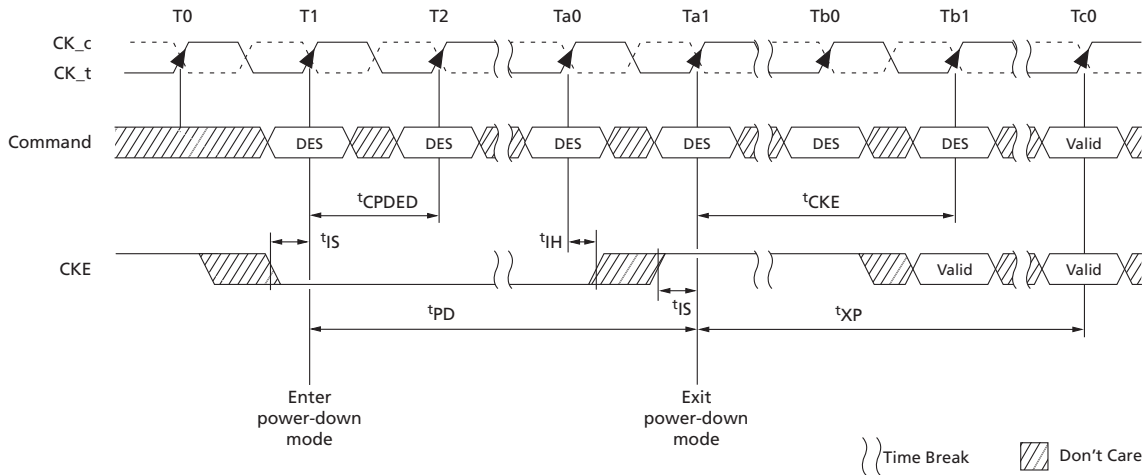 T0 T1 T2 Ta0 Ta1 Tb0 Tb1 Tc0
CK_c
CK_t
Command DES DES DES DES DES DES Valid
tCPDED tCKE
tIS tIH
CKE Valid Valid
tIS
tPD tXP
Enter
power-down
mode
Exit
power-down
mode
Time Break Don't Care